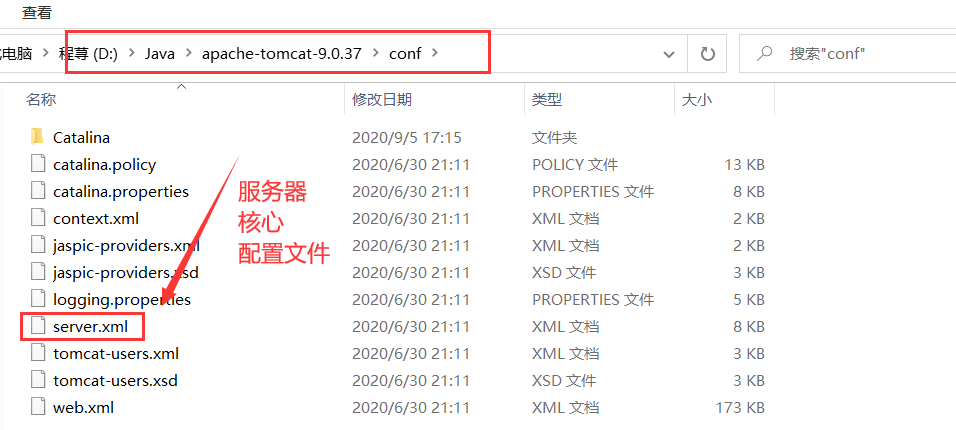 查看
程荨 (D:) > Java > apache-tomcat-9.0.37 > conf >
搜索"conf"
名称 修改日期 类型 大小
Catalina 2020/9/5 17:15 文件夹
catalina.policy 2020/6/30 21:11 POLICY 文件 13 KB
catalina.properties 2020/6/30 21:11 PROPERTIES 文件 8 KB
context.xml 2020/6/30 21:11 XML 文档 2 KB
jaspic-providers.xml 2020/6/30 21:11 XML 文档 2 KB
jaspic-providers.xsd 2020/6/30 21:11 XSD 文件 3 KB
logging.properties 2020/6/30 21:11 PROPERTIES 文件 5 KB
server.xml 2020/6/30 21:11 XML 文档 8 KB
tomcat-users.xml 2020/6/30 21:11 XML 文档 3 KB
tomcat-users.xsd 2020/6/30 21:11 XSD 文件 3 KB
web.xml 2020/6/30 21:11 XML 文档 173 KB
服务器
核心
配置文件